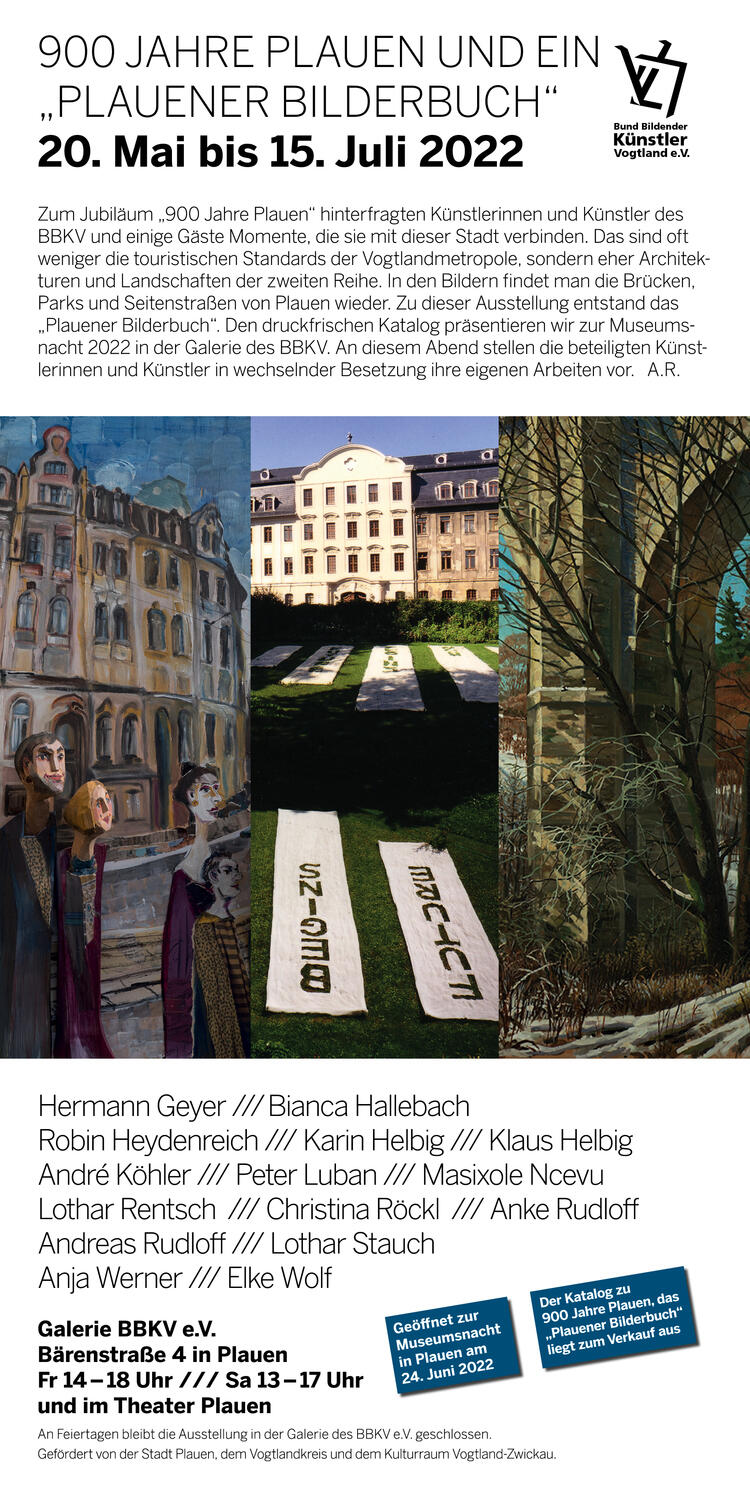 900 JAHRE PLAUEN UND EIN
„PLAUENER BILDERBUCH“
20. Mai bis 15. Juli 2022
Bund Bildender
Künstler
Vogtland e.V.
Zum Jubiläum „900 Jahre Plauen“ hinterfragten Künstlerinnen und Künstler des
BBKV und einige Gäste Momente, die sie mit dieser Stadt verbinden. Das sind oft
weniger die touristischen Standards der Vogtlandmetropole, sondern eher Architek-
turen und Landschaften der zweiten Reihe. In den Bildern findet man die Brücken,
Parks und Seitenstraßen von Plauen wieder. Zu dieser Ausstellung entstand das
„Plauener Bilderbuch“. Den druckfrischen Katalog präsentieren wir zur Museums-
nacht 2022 in der Galerie des BBKV. An diesem Abend stellen die beteiligten Künst-
lerinnen und Künstler in wechselnder Besetzung ihre eigenen Arbeiten vor. A.R.
Hermann Geyer /// Bianca Hallebach
Robin Heydenreich /// Karin Helbig /// Klaus Helbig
André Köhler /// Peter Luban /// Masixole Ncevu
Lothar Rentsch /// Christina Röckl /// Anke Rudloff
Andreas Rudloff /// Lothar Stauch
Anja Werner /// Elke Wolf
Geöffnet zur
Museumsnacht
in Plauen am
24. Juni 2022
Der Katalog zu
900 Jahre Plauen, das
„Plauener Bilderbuch“
liegt zum Verkauf aus
Galerie BBKV e.V.
Bärenstraße 4 in Plauen
Fr 14–18 Uhr /// Sa 13–17 Uhr
und im Theater Plauen
An Feiertagen bleibt die Ausstellung in der Galerie des BBKV e.V. geschlossen.
Gefördert von der Stadt Plauen, dem Vogtlandkreis und dem Kulturraum Vogtland-Zwickau.